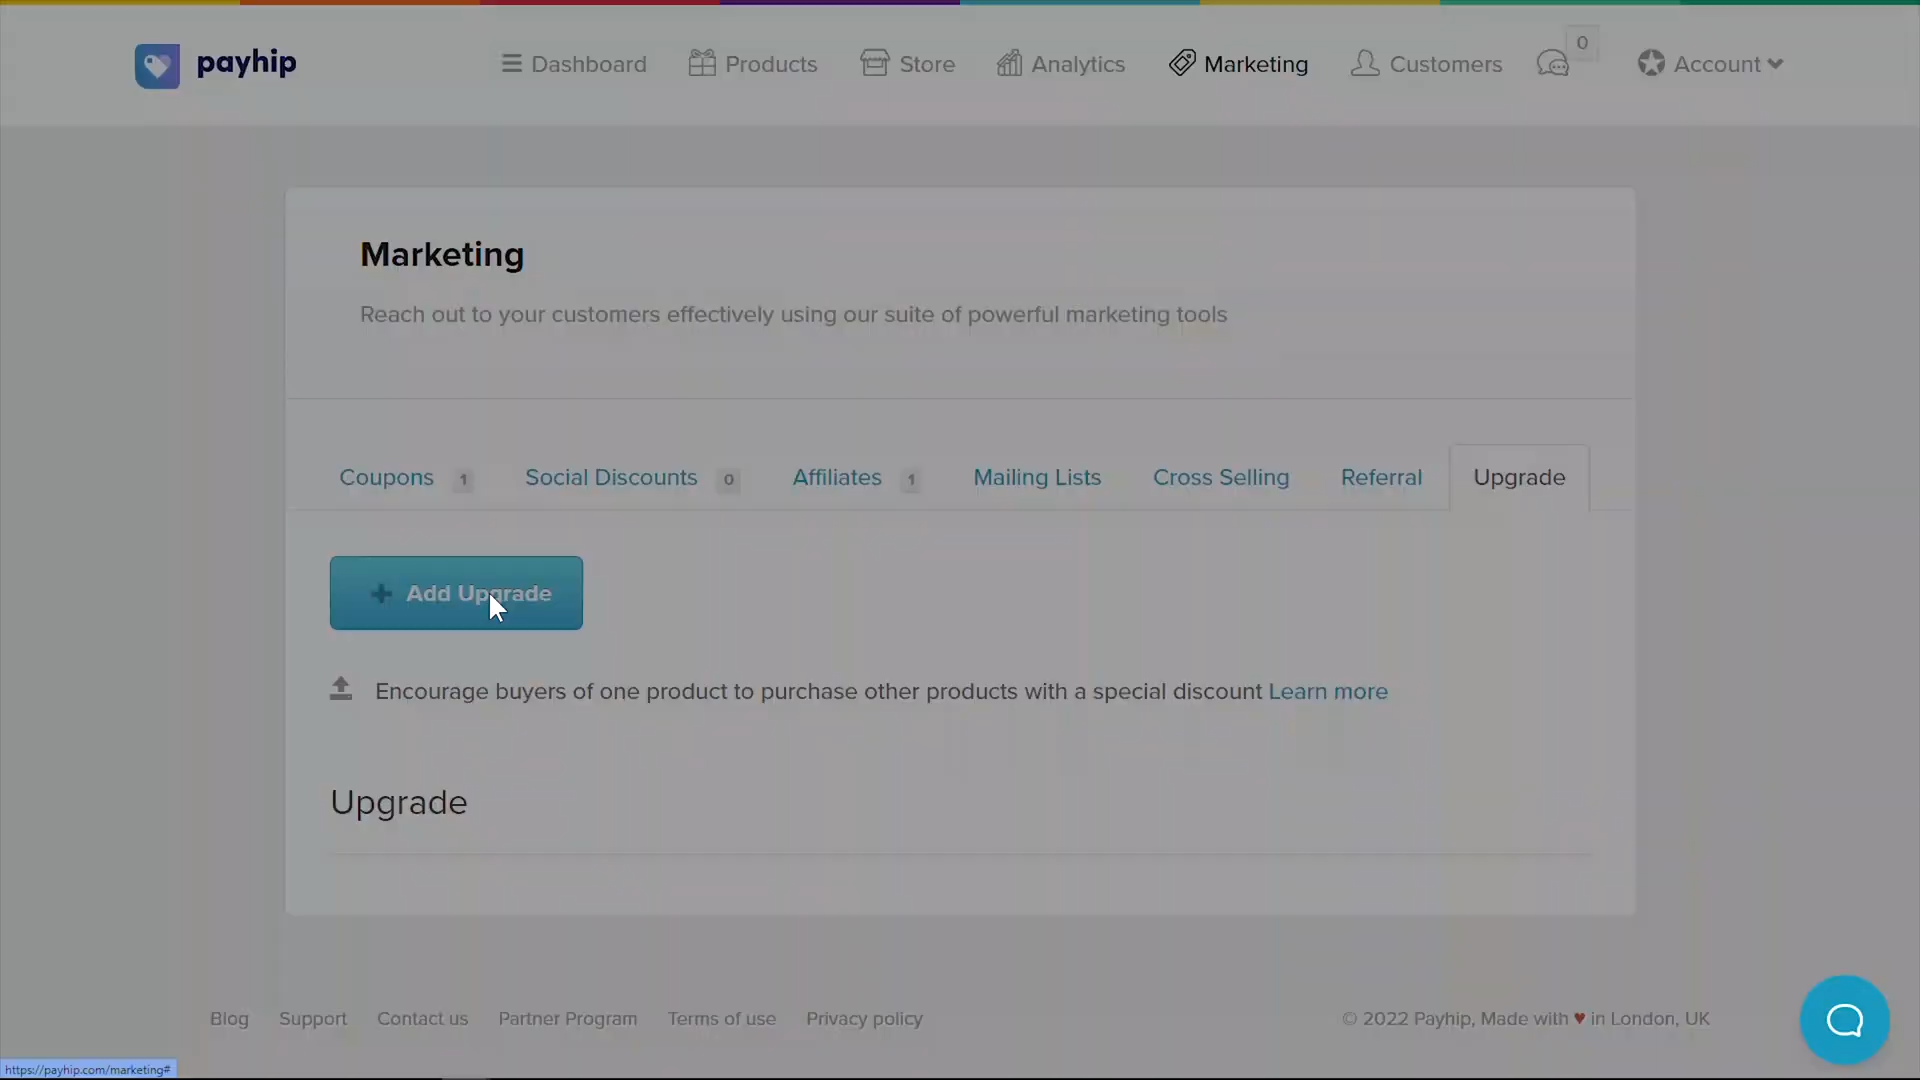 payhip
Dashboard
Products
Store
Analytics
Marketing
Customers
0
Account
Marketing
Reach out to your customers effectively using our suite of powerful marketing tools
Coupons 1
Social Discounts 0
Affiliates 1
Mailing Lists
Cross Selling
Referral
Upgrade
+ Add Upgrade
Encourage buyers of one product to purchase other products with a special discount Learn more
Upgrade
Blog
Support
Contact us
Partner Program
Terms of use
Privacy policy
© 2022 Payhip, Made with ♥ in London, UK
https://payhip.com/marketing#